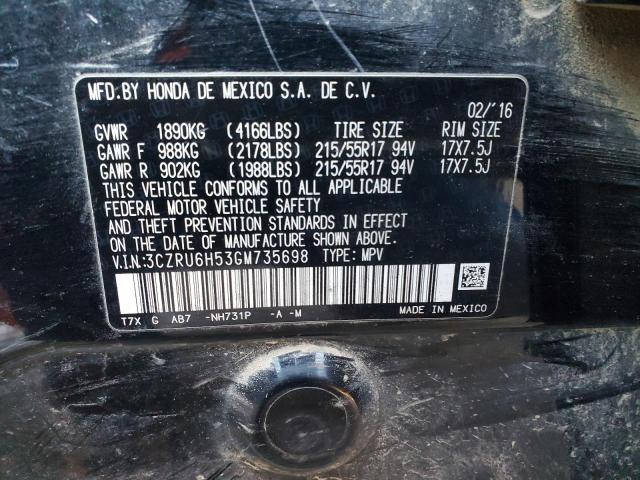 MFD.BY HONDA DE MEXICO S.A. DE C.V.
02/'16
GVWR 1890KG (4166LBS) TIRE SIZE RIM SIZE
GAWR F 988KG (2178LBS) 215/55R17 94V 17X7.5J
GAWR R 902KG (1988LBS) 215/55R17 94V 17X7.5J
THIS VEHICLE CONFORMS TO ALL APPLICABLE
FEDERAL MOTOR VEHICLE SAFETY
AND THEFT PREVENTION STANDARDS IN EFFECT
ON THE DATE OF MANUFACTURE SHOWN ABOVE.
V.I.N:3CZRU6H53GM735698 TYPE: MPV
T7X G AB7 -NH731P -A -M MADE IN MEXICO